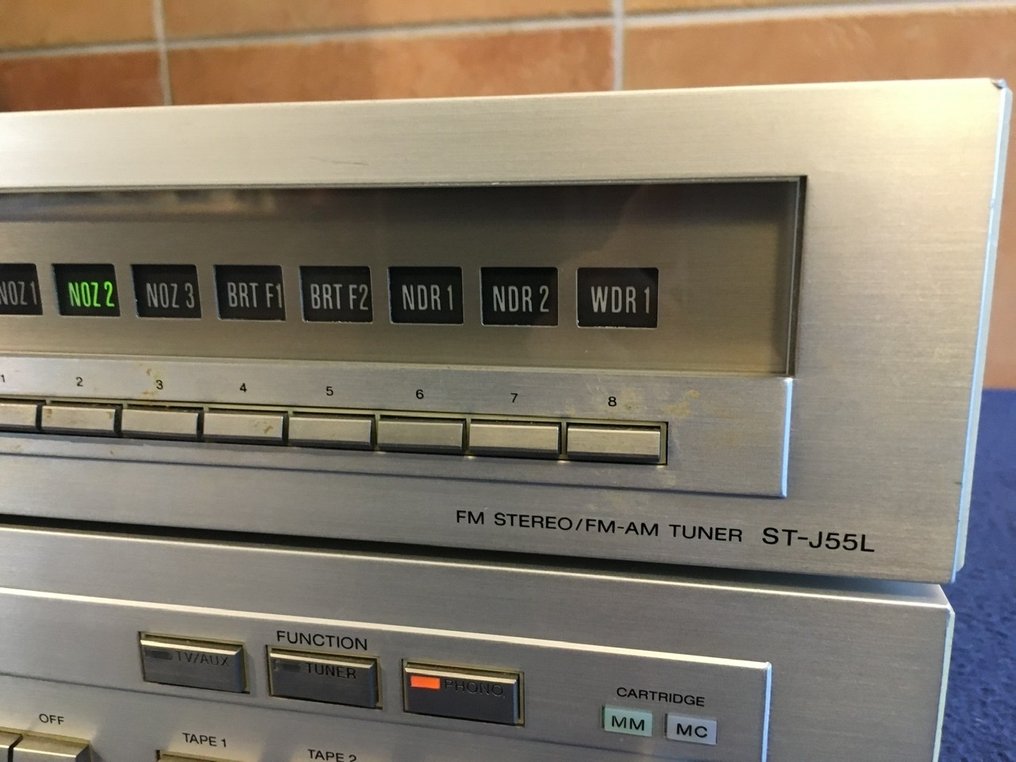 NOZ 1 NOZ 2 NOZ 3 BRT F1 BRT F2 NDR 1 NDR 2 WDR 1
1 2 3 4 5 6 7 8
FM STEREO/FM-AM TUNER ST-J55L
FUNCTION
TV/AUX TUNER PHONO
CARTRIDGE
MM MC
OFF
TAPE 1 TAPE 2